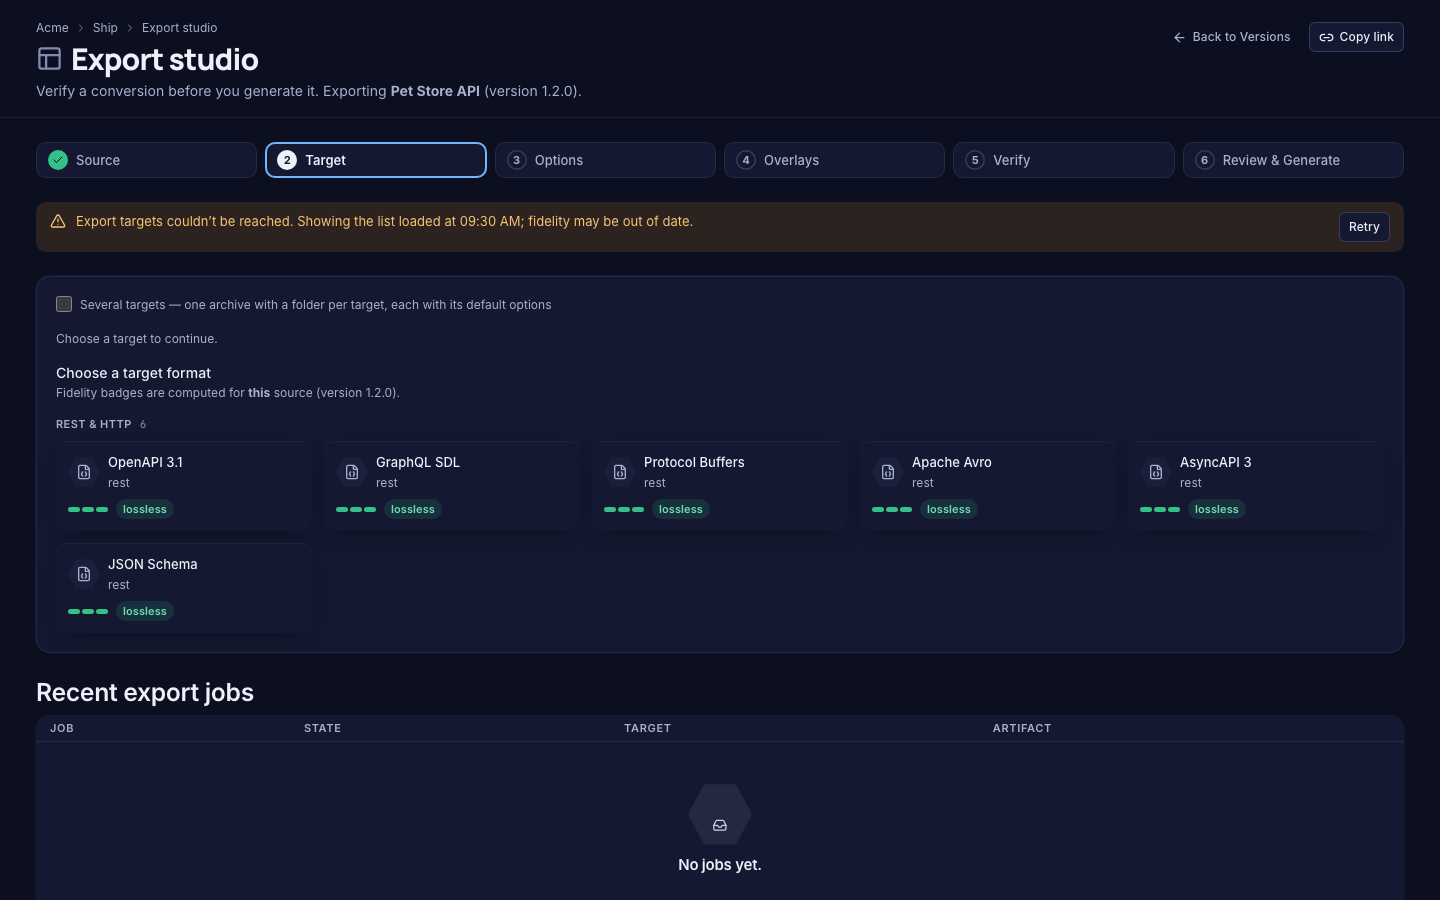 Acme > Ship > Export studio
Back to Versions
Copy link
Export studio
Verify a conversion before you generate it. Exporting Pet Store API (version 1.2.0).
Source
2 Target
3 Options
4 Overlays
5 Verify
6 Review & Generate
Export targets couldn’t be reached. Showing the list loaded at 09:30 AM; fidelity may be out of date.
Retry
Several targets — one archive with a folder per target, each with its default options
Choose a target to continue.
Choose a target format
Fidelity badges are computed for this source (version 1.2.0).
REST & HTTP 6
OpenAPI 3.1
rest
lossless
GraphQL SDL
rest
lossless
Protocol Buffers
rest
lossless
Apache Avro
rest
lossless
AsyncAPI 3
rest
lossless
JSON Schema
rest
lossless
Recent export jobs
JOB STATE TARGET ARTIFACT
No jobs yet.